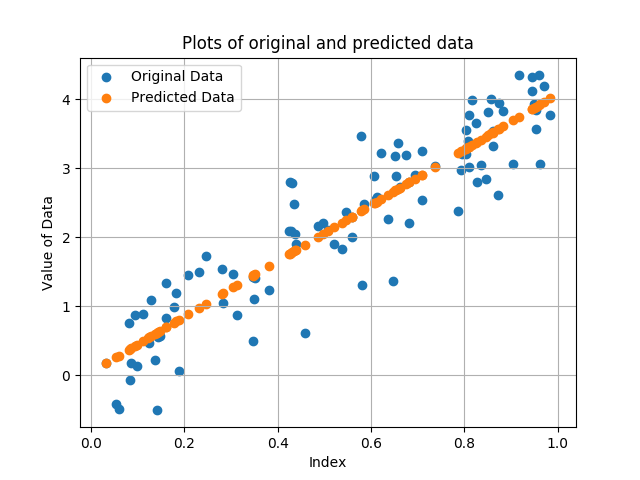 Plots of original and predicted data
Original Data
Predicted Data
4
3
2
1
0
Value of Data
0.0 0.2 0.4 0.6 0.8 1.0
Index